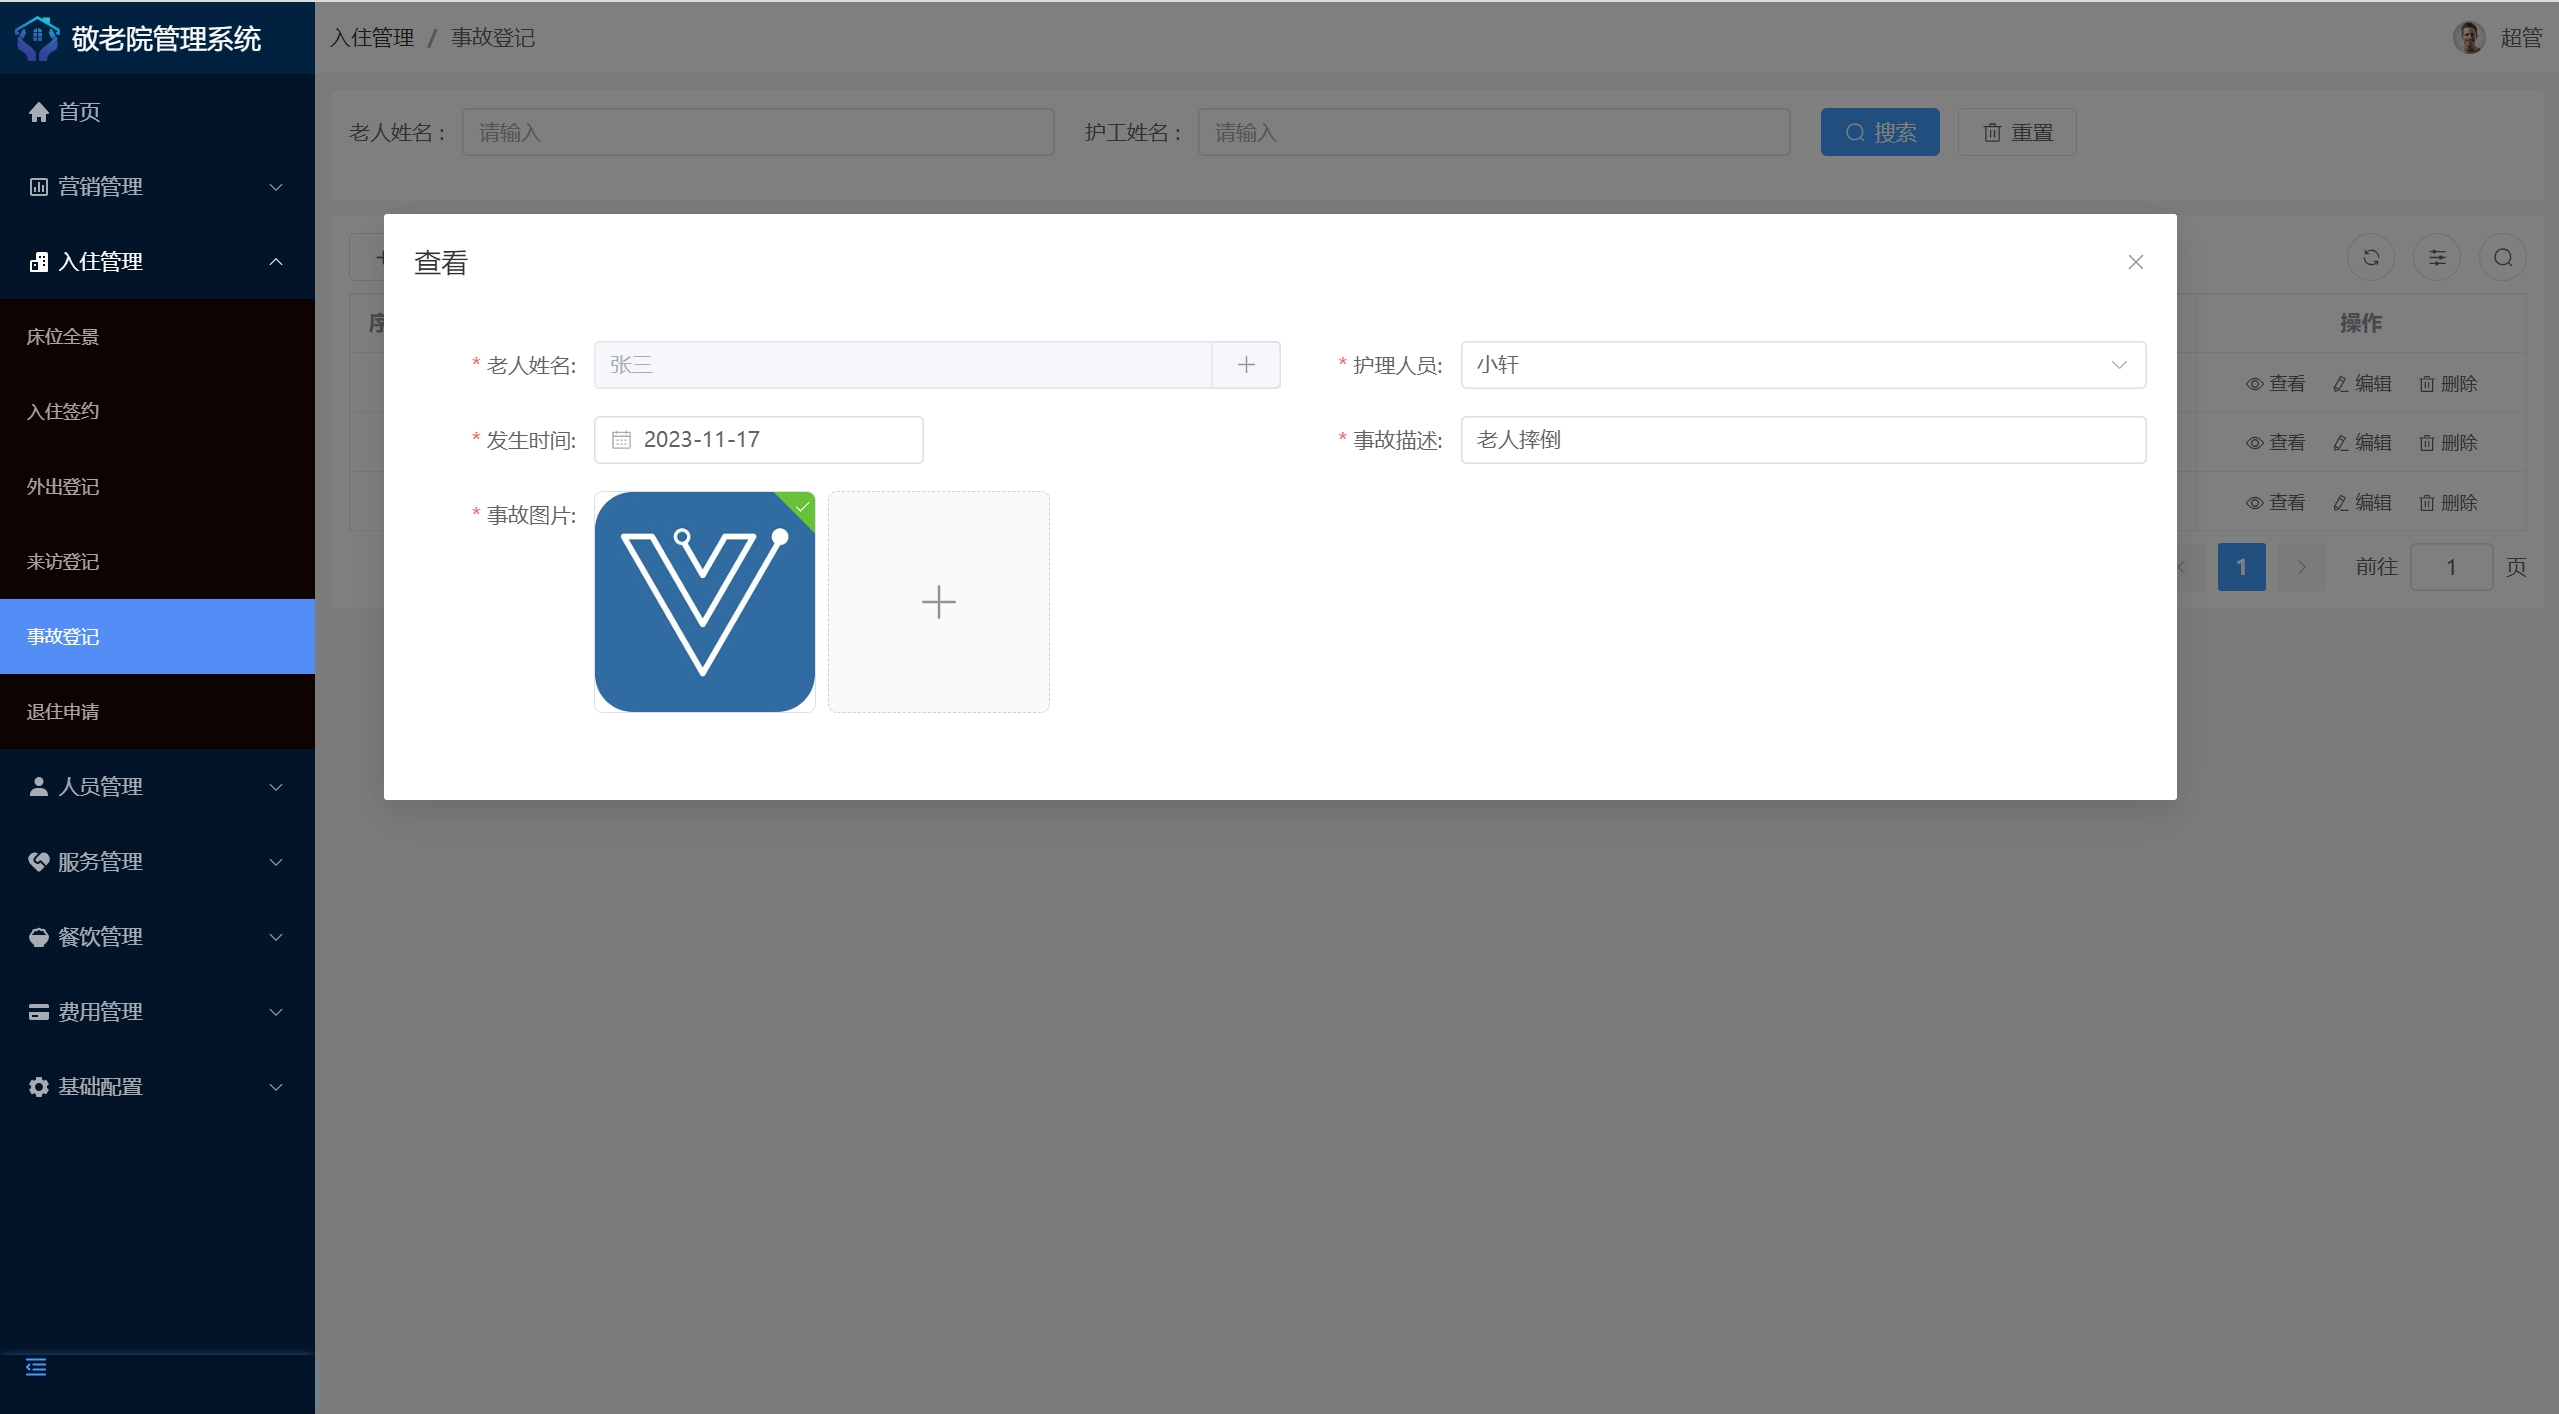 敬老院管理系统
入住管理 / 事故登记
超管
首页
营销管理
入住管理
床位全景
入住签约
外出登记
来访登记
事故登记
退住申请
人员管理
服务管理
餐饮管理
费用管理
基础配置
老人姓名： 请输入 护工姓名： 请输入 搜索 重置
查看
* 老人姓名: 张三
* 护理人员: 小轩
* 发生时间: 2023-11-17
* 事故描述: 老人摔倒
* 事故图片:
操作
查看 编辑 删除
查看 编辑 删除
查看 编辑 删除
1 前往 1 页